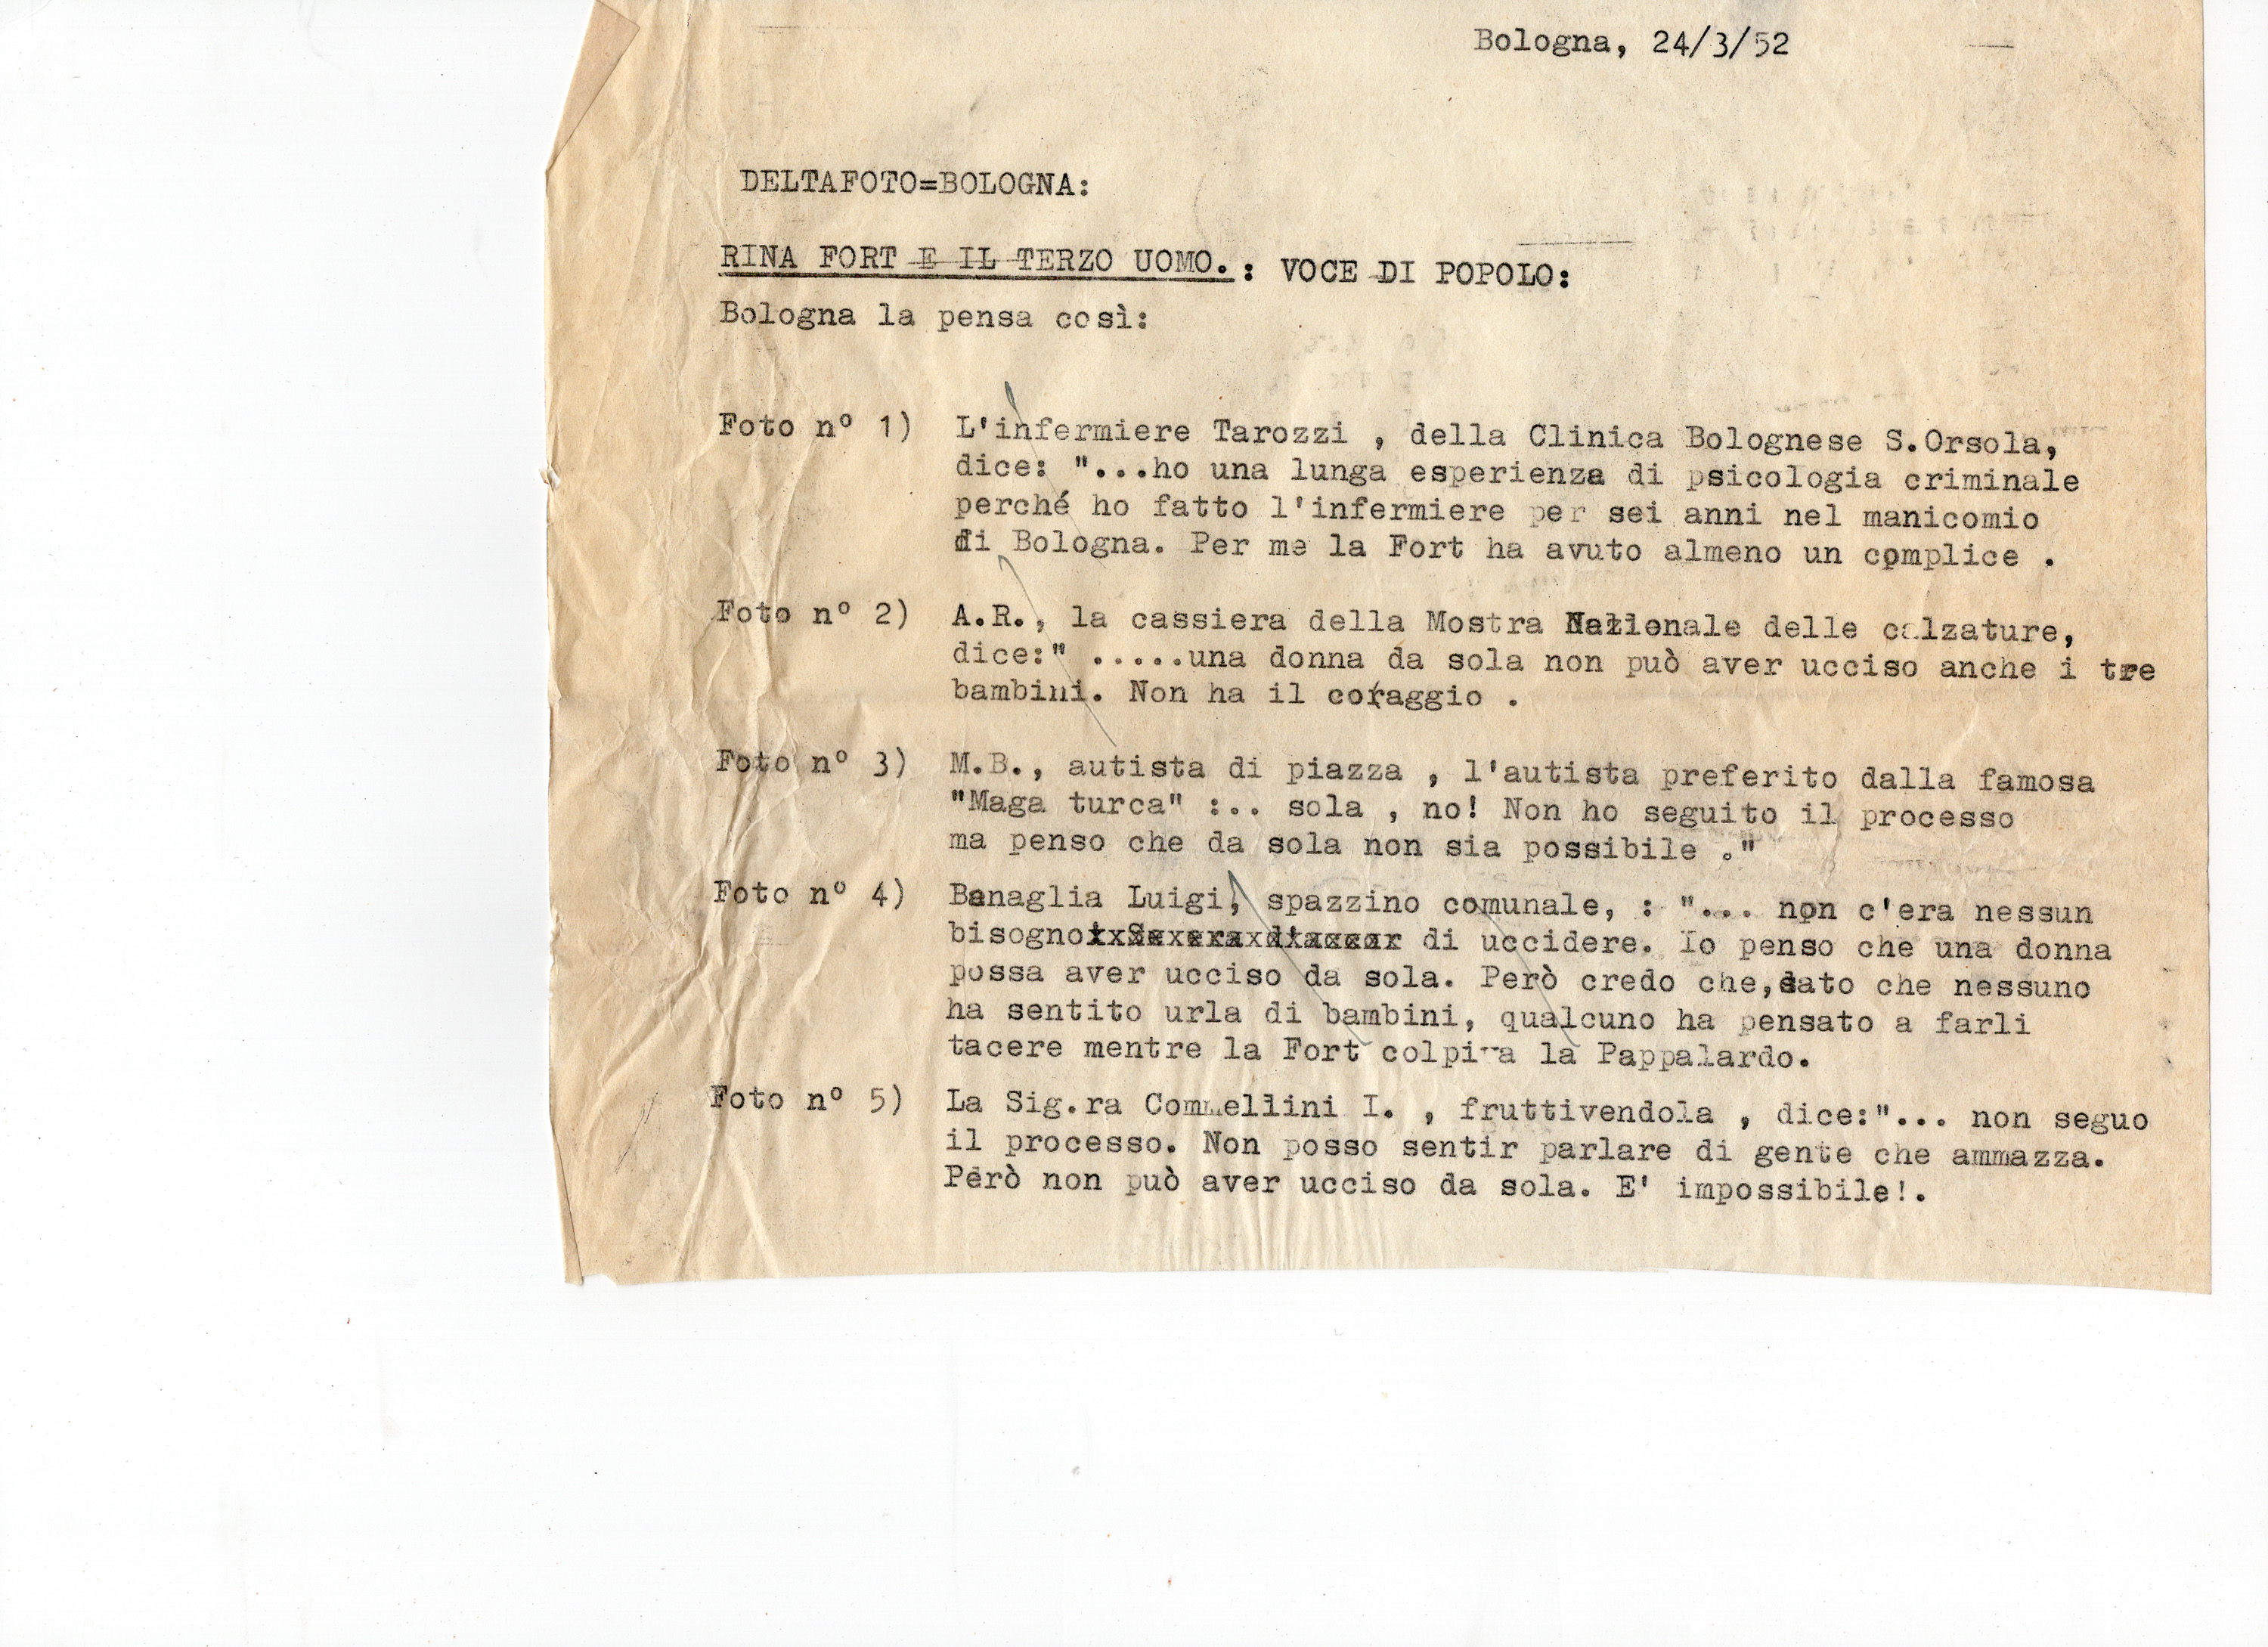 Bologna, 24/3/52
DELTAFOTO=BOLOGNA:
RINA FORT E IL TERZO UOMO.: VOCE DI POPOLO:
Bologna la pensa così:
Foto nº 1) L'infermiere Tarozzi , della Clinica Bolognese S.Orsola,
dice: "...ho una lunga esperienza di psicologia criminale
perché ho fatto l'infermiere per sei anni nel manicomio
di Bologna. Per me la Fort ha avuto almeno un complice .
Foto nº 2) A.R., la cassiera della Mostra Nazionale delle calzature,
dice:" .....una donna da sola non può aver ucciso anche i tre
bambini. Non ha il coraggio .
Foto nº 3) M.B., autista di piazza , l'autista preferito dalla famosa
"Maga turca" :.. sola , no! Non ho seguito il processo
ma penso che da sola non sia possibile ."
Foto nº 4) Benaglia Luigi, spazzino comunale, : "... non c'era nessun
bisogno di uccidere. Io penso che una donna
possa aver ucciso da sola. Però credo che,dato che nessuno
ha sentito urla di bambini, qualcuno ha pensato a farli
tacere mentre la Fort colpiva la Pappalardo.
Foto nº 5) La Sig.ra Commellini I. , fruttivendola , dice:"... non seguo
il processo. Non posso sentir parlare di gente che ammazza.
Però non può aver ucciso da sola. E' impossibile!.